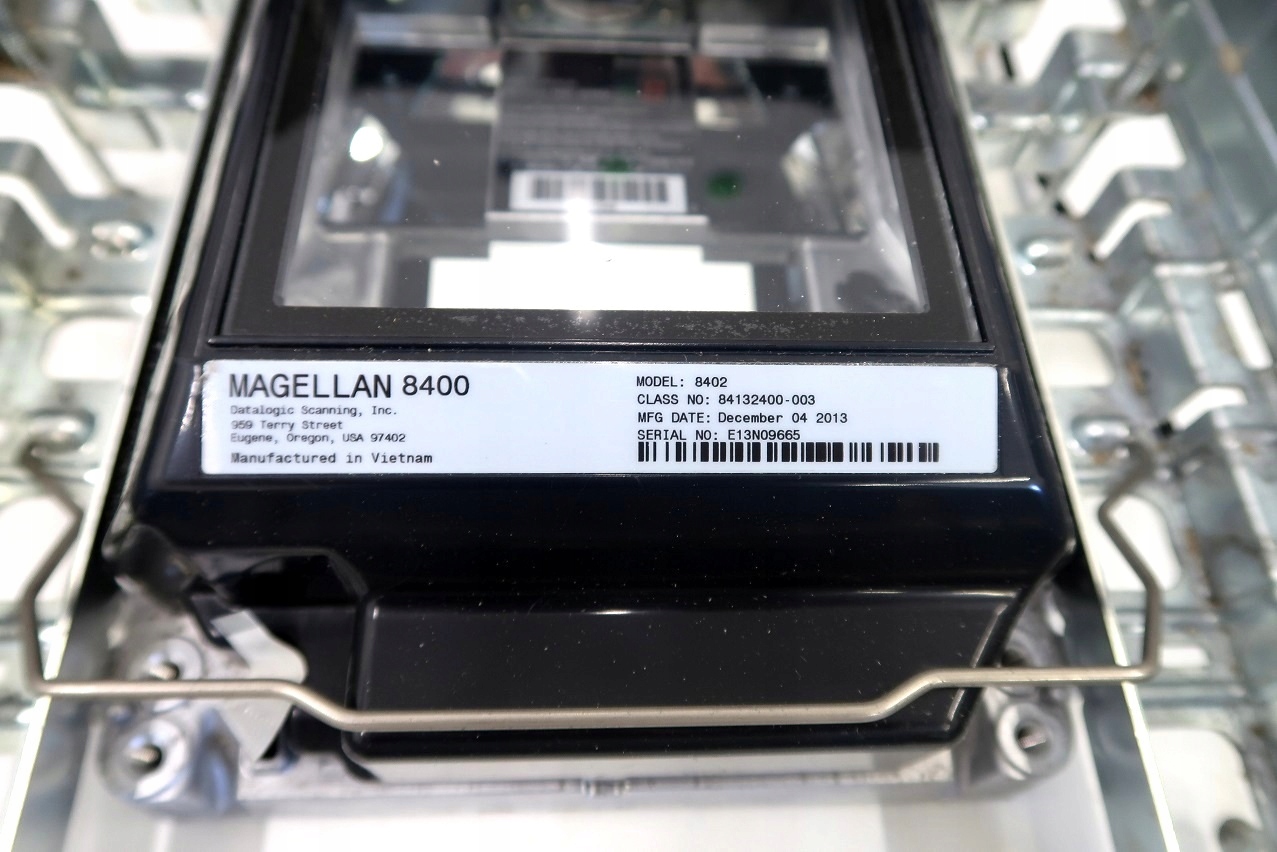 MAGELLAN 8400
Datalogic Scanning, Inc.
959 Terry Street
Eugene, Oregon, USA 97402
Manufactured in Vietnam
MODEL: 8402
CLASS NO: 84132400-003
MFG DATE: December 04 2013
SERIAL NO: E13N09665